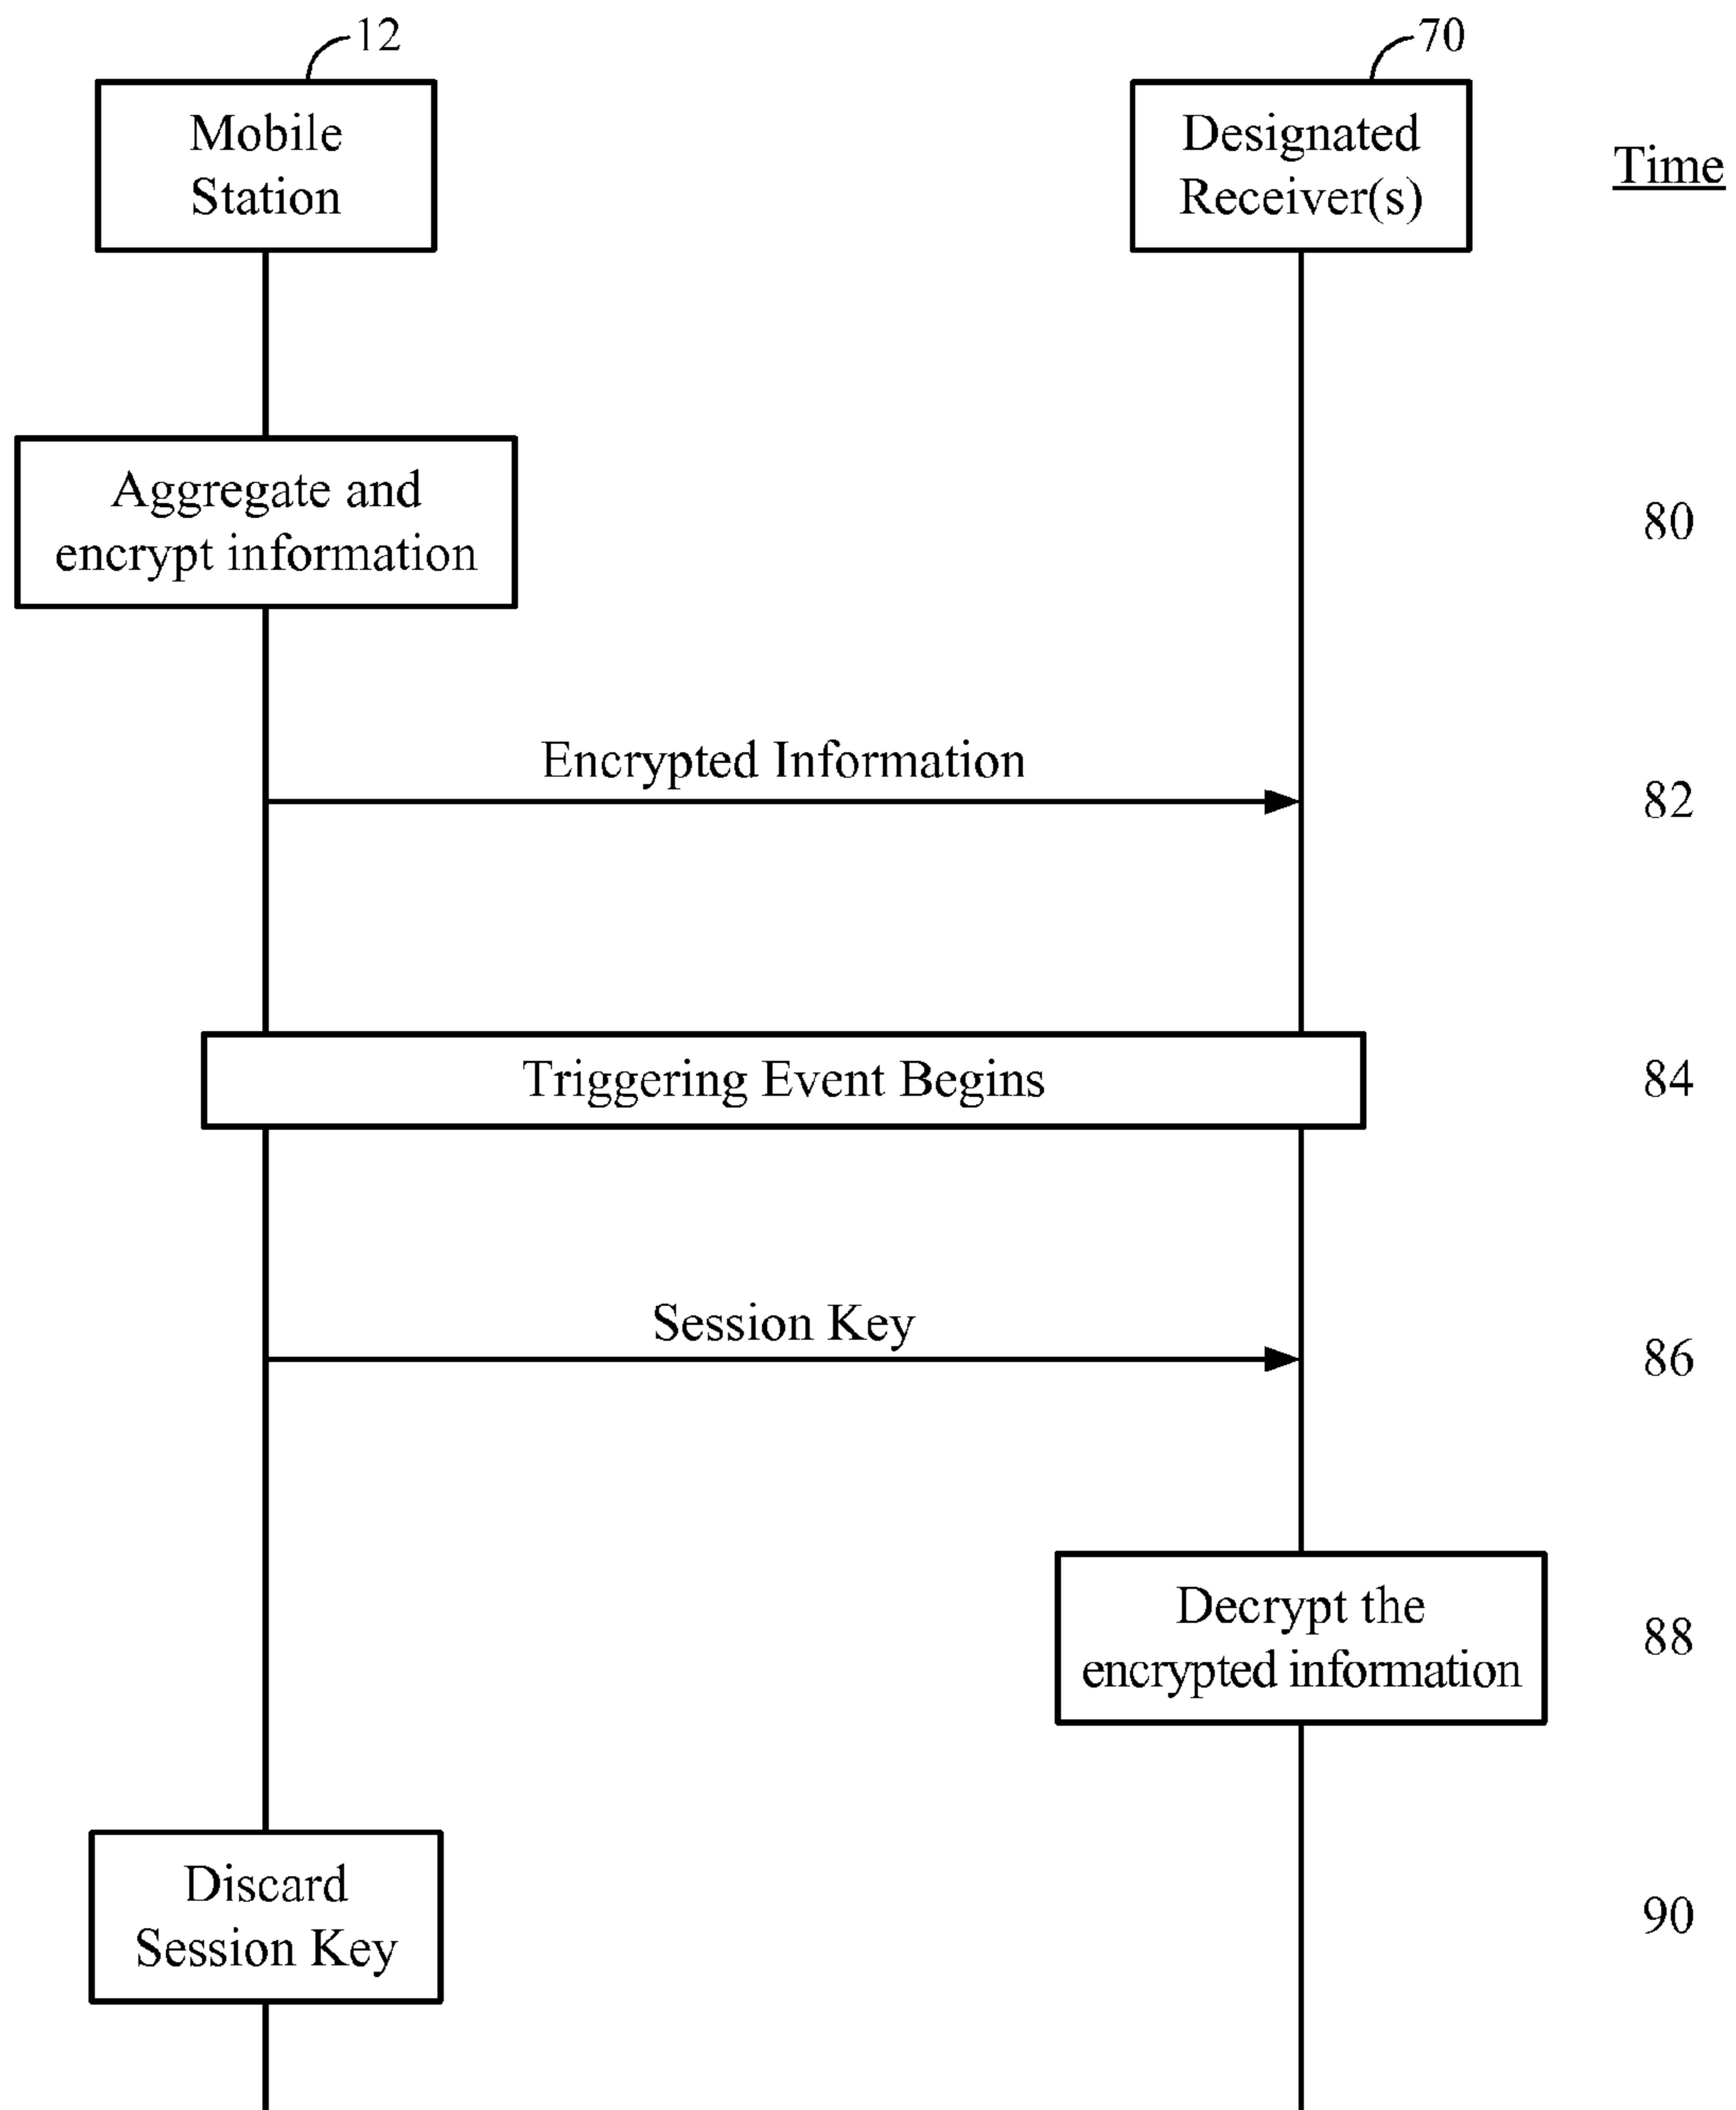 12
70
Mobile
Station
Designated
Receiver(s)
Time
Aggregate and
encrypt information
80
Encrypted Information
82
Triggering Event Begins
84
Session Key
86
Decrypt the
encrypted information
88
Discard
Session Key
90